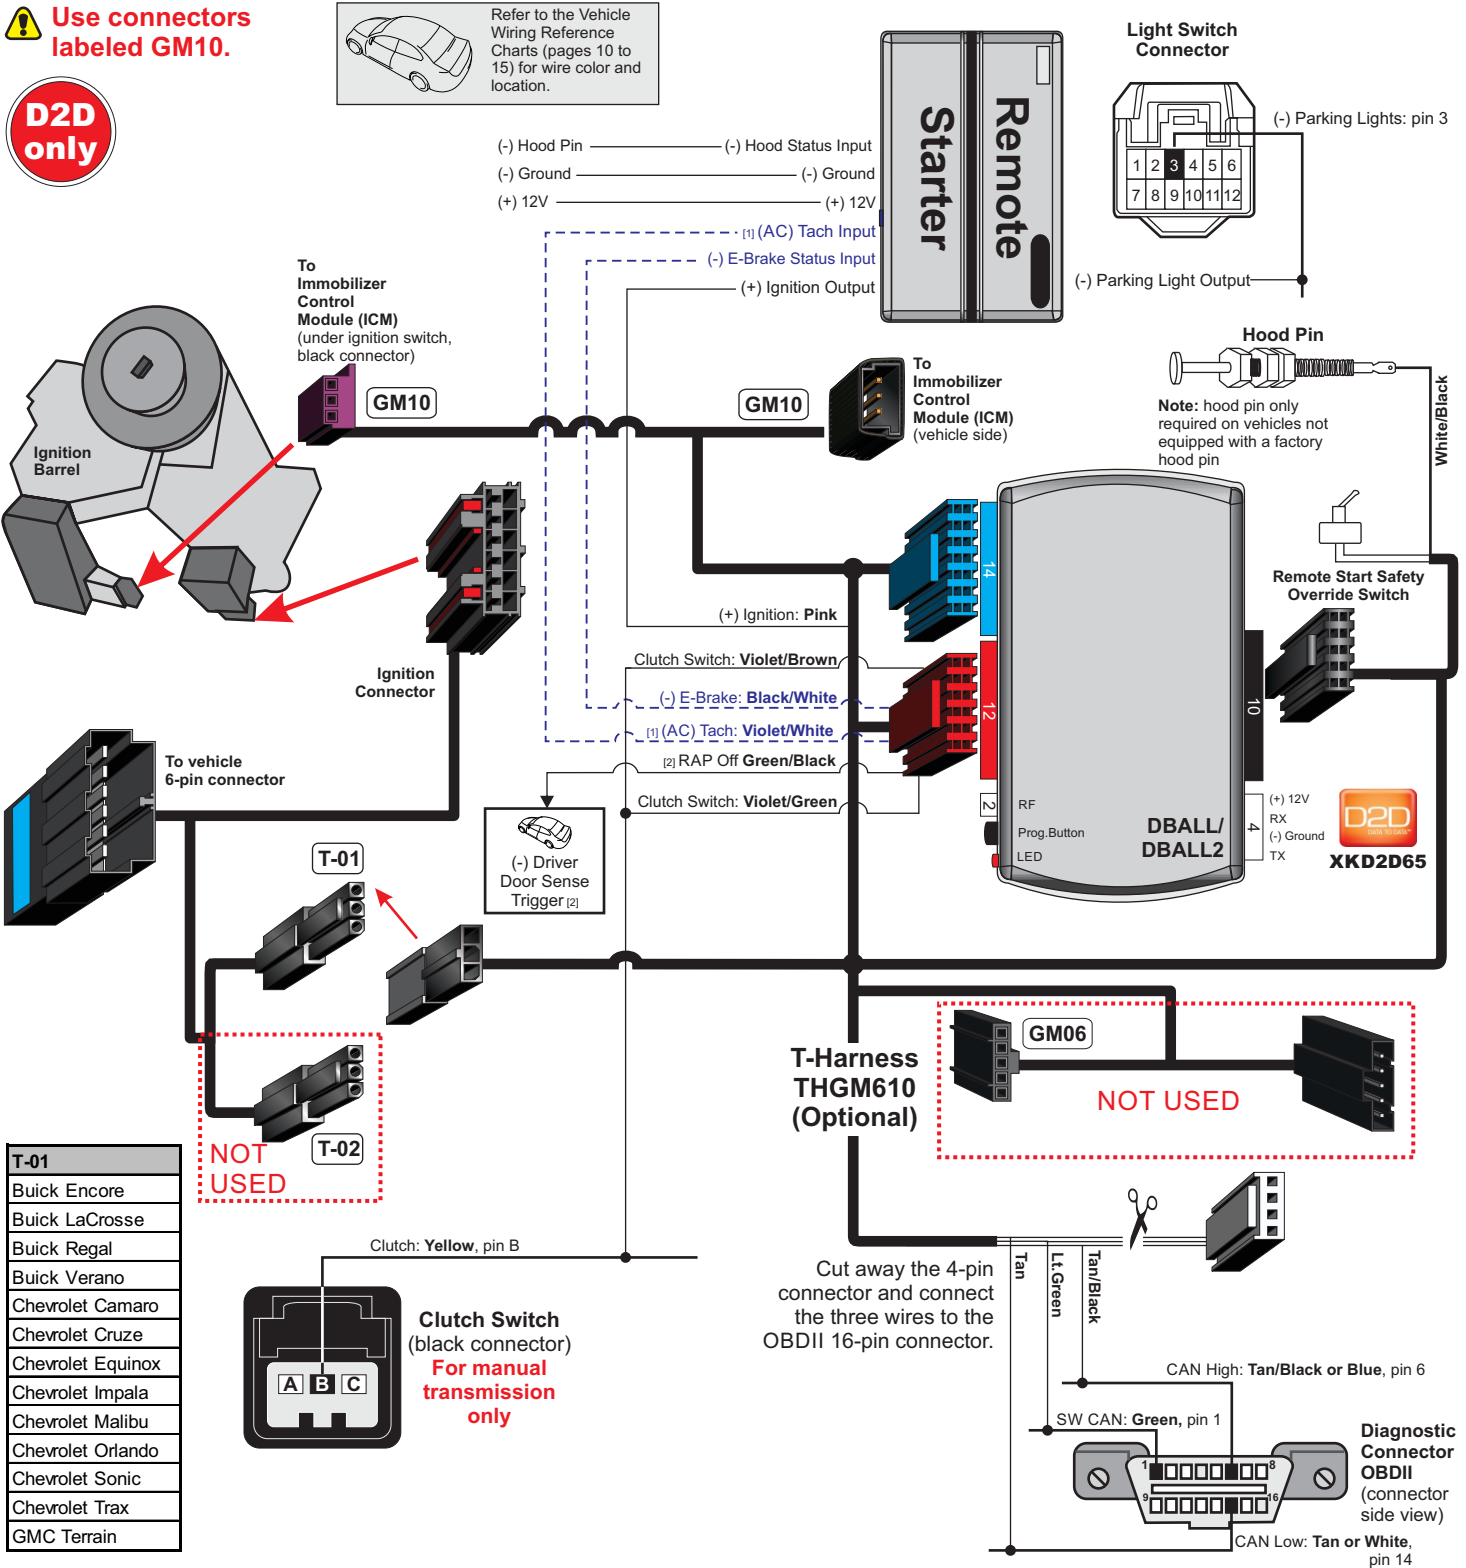 Use connectors
labeled GM10.
D2D
only
Refer to the Vehicle
Wiring Reference
Charts (pages 10 to
15) for wire color and
location.
Light Switch
Connector
(-) Parking Lights: pin 3
1 2 3 4 5 6
7 8 9 10 11 12
(-) Parking Light Output
Remote
Starter
(-) Hood Pin
(-) Hood Status Input
(-) Ground
(-) Ground
(+) 12V
(+) 12V
[1] (AC) Tach Input
(-) E-Brake Status Input
(+) Ignition Output
To
Immobilizer
Control
Module (ICM)
(under ignition switch,
black connector)
GM10
GM10
To
Immobilizer
Control
Module (ICM)
(vehicle side)
Hood Pin
Note: hood pin only
required on vehicles not
equipped with a factory
hood pin
White/Black
Remote Start Safety
Override Switch
Ignition
Barrel
Ignition
Connector
To vehicle
6-pin connector
(+) Ignition: Pink
Clutch Switch: Violet/Brown
(-) E-Brake: Black/White
[1] (AC) Tach: Violet/White
[2] RAP Off Green/Black
Clutch Switch: Violet/Green
(-) Driver
Door Sense
Trigger [2]
14
12
2
10
4
RF
Prog.Button
LED
DBALL/
DBALL2
(+) 12V
RX
(-) Ground
TX
D2D
DATA TO DATA
XKD2D65
T-01
T-02
NOT
USED
GM06
NOT USED
T-Harness
THGM610
(Optional)
T-01
Buick Encore
Buick LaCrosse
Buick Regal
Buick Verano
Chevrolet Camaro
Chevrolet Cruze
Chevrolet Equinox
Chevrolet Impala
Chevrolet Malibu
Chevrolet Orlando
Chevrolet Sonic
Chevrolet Trax
GMC Terrain
Clutch: Yellow, pin B
A B C
Clutch Switch
(black connector)
For manual
transmission
only
Cut away the 4-pin
connector and connect
the three wires to the
OBDII 16-pin connector.
Tan
Lt.Green
Tan/Black
CAN High: Tan/Black or Blue, pin 6
SW CAN: Green, pin 1
1
8
9
16
Diagnostic
Connector
OBDII
(connector
side view)
CAN Low: Tan or White,
pin 14